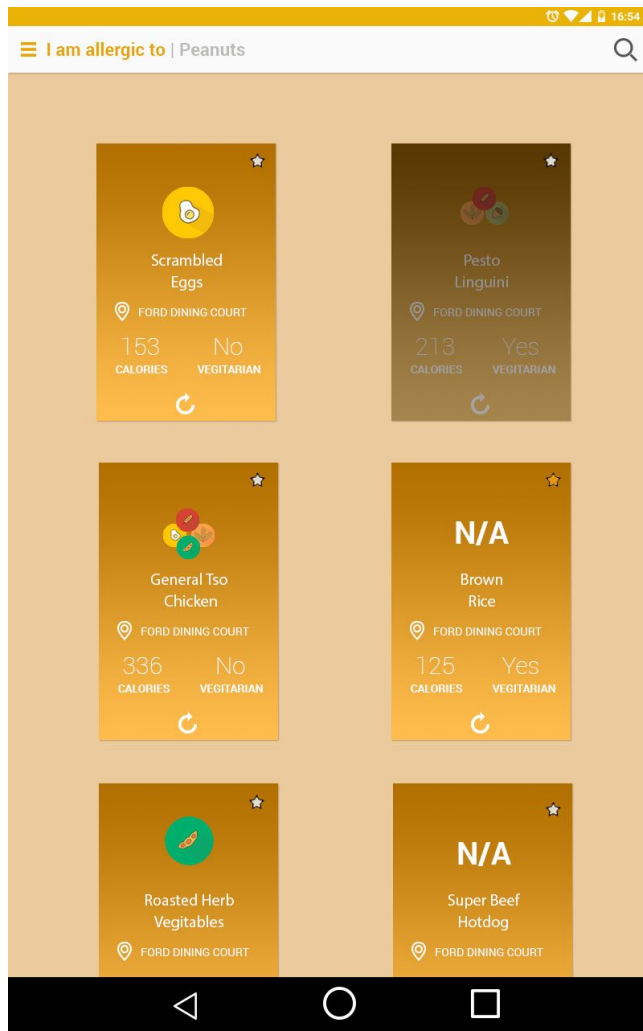 16:54
I am allergic to | Peanuts
Scrambled
Eggs
FORD DINING COURT
153 No
CALORIES VEGITARIAN
Pesto
Linguini
FORD DINING COURT
213 Yes
CALORIES VEGITARIAN
General Tso
Chicken
FORD DINING COURT
336 No
CALORIES VEGITARIAN
N/A
Brown
Rice
FORD DINING COURT
125 Yes
CALORIES VEGITARIAN
Roasted Herb
Vegitables
FORD DINING COURT
N/A
Super Beef
Hotdog
FORD DINING COURT